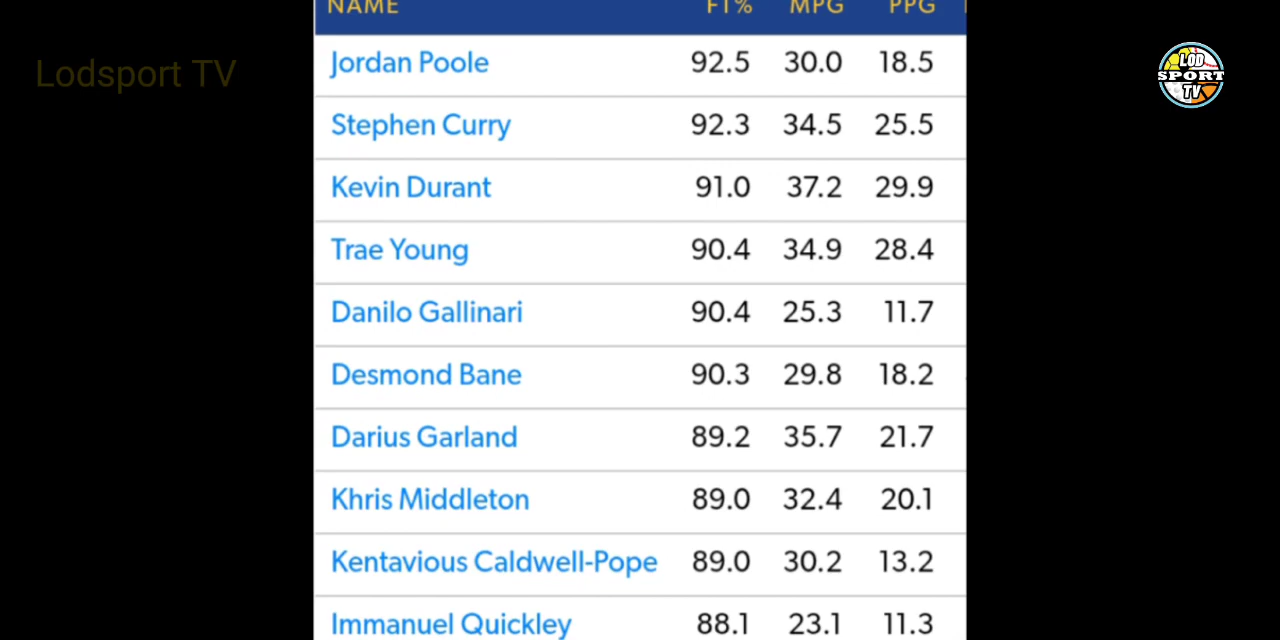 NAME FT% MPG PPG
Lodsport TV
LOD
SPORT
TV
Jordan Poole 92.5 30.0 18.5
Stephen Curry 92.3 34.5 25.5
Kevin Durant 91.0 37.2 29.9
Trae Young 90.4 34.9 28.4
Danilo Gallinari 90.4 25.3 11.7
Desmond Bane 90.3 29.8 18.2
Darius Garland 89.2 35.7 21.7
Khris Middleton 89.0 32.4 20.1
Kentavious Caldwell-Pope 89.0 30.2 13.2
Immanuel Quickley 88.1 23.1 11.3